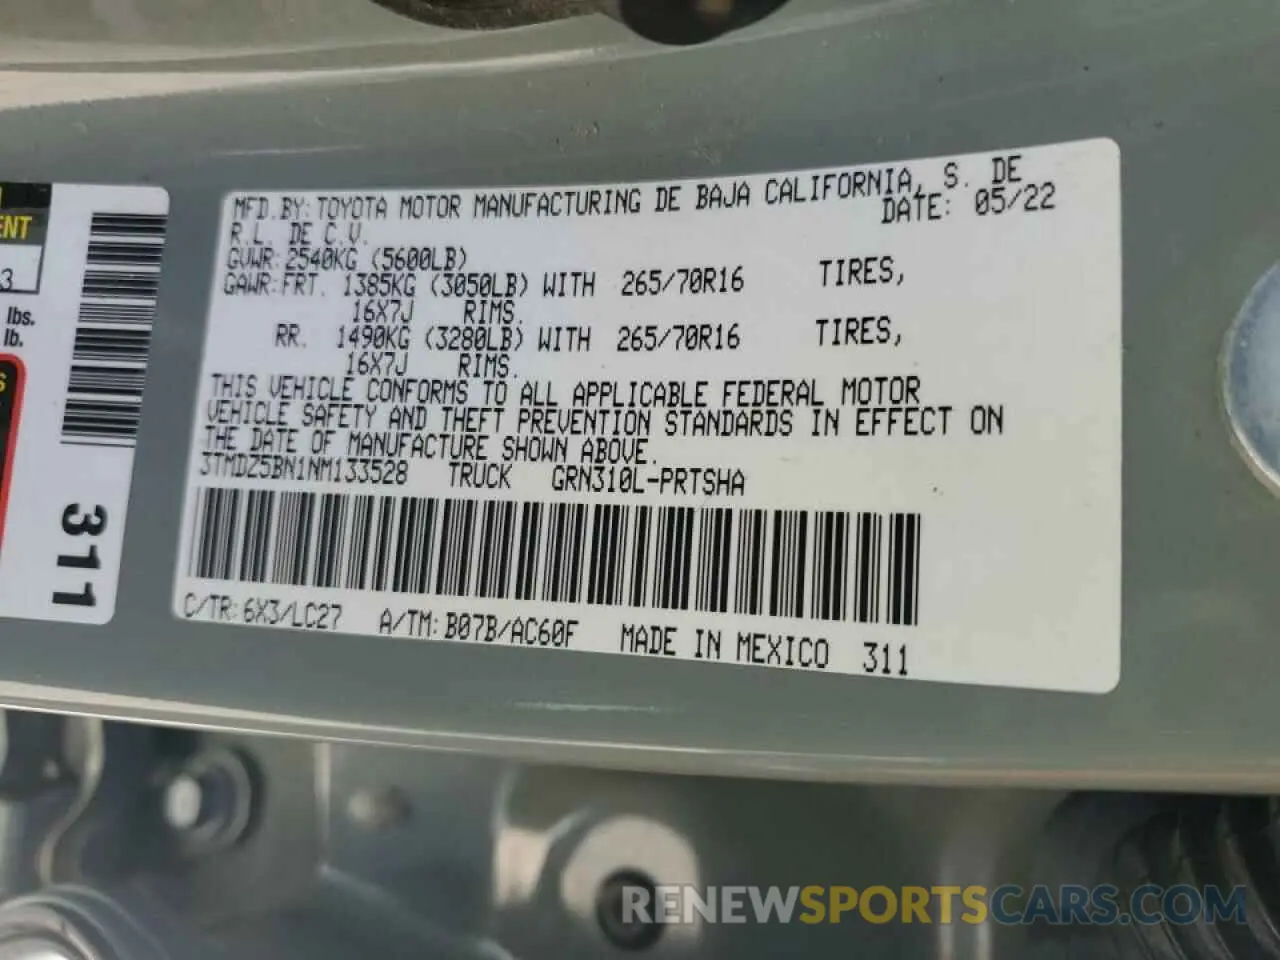 MFD.BY: TOYOTA MOTOR MANUFACTURING DE BAJA CALIFORNIA, S. DE
R.L. DE C.V. DATE: 05/22
GVWR: 2540KG (5600LB)
GAWR: FRT. 1385KG (3050LB) WITH 265/70R16 TIRES,
16X7J RIMS.
RR. 1490KG (3280LB) WITH 265/70R16 TIRES,
16X7J RIMS.
THIS VEHICLE CONFORMS TO ALL APPLICABLE FEDERAL MOTOR
VEHICLE SAFETY AND THEFT PREVENTION STANDARDS IN EFFECT ON
THE DATE OF MANUFACTURE SHOWN ABOVE.
3TMDZ5BN1NM133528 TRUCK GRN310L-PRTSHA
C/TR: 6X3/LC27 A/TM: B07B/AC60F MADE IN MEXICO 311
311
lbs.
lb.
RENEWSPORTSCARS.COM